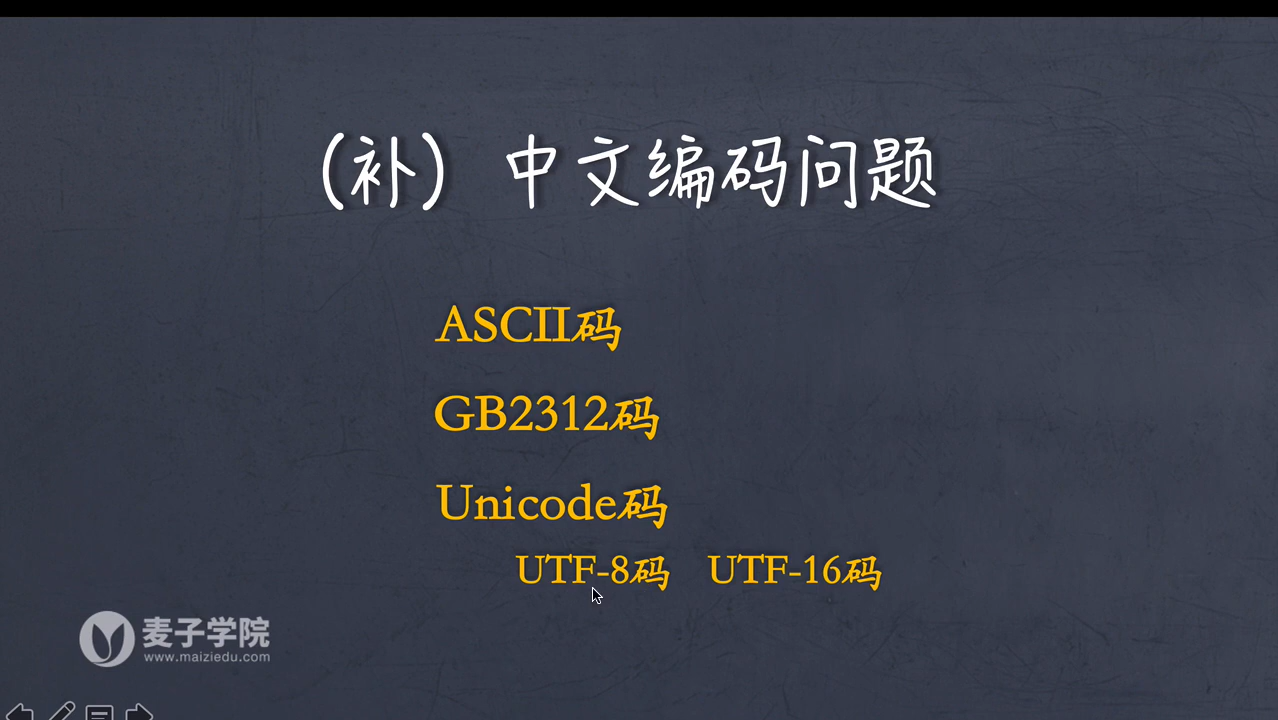 (补) 中文编码问题
ASCII码
GB2312码
Unicode码
UTF-8码 UTF-16码
麦子学院
www.maiziedu.com